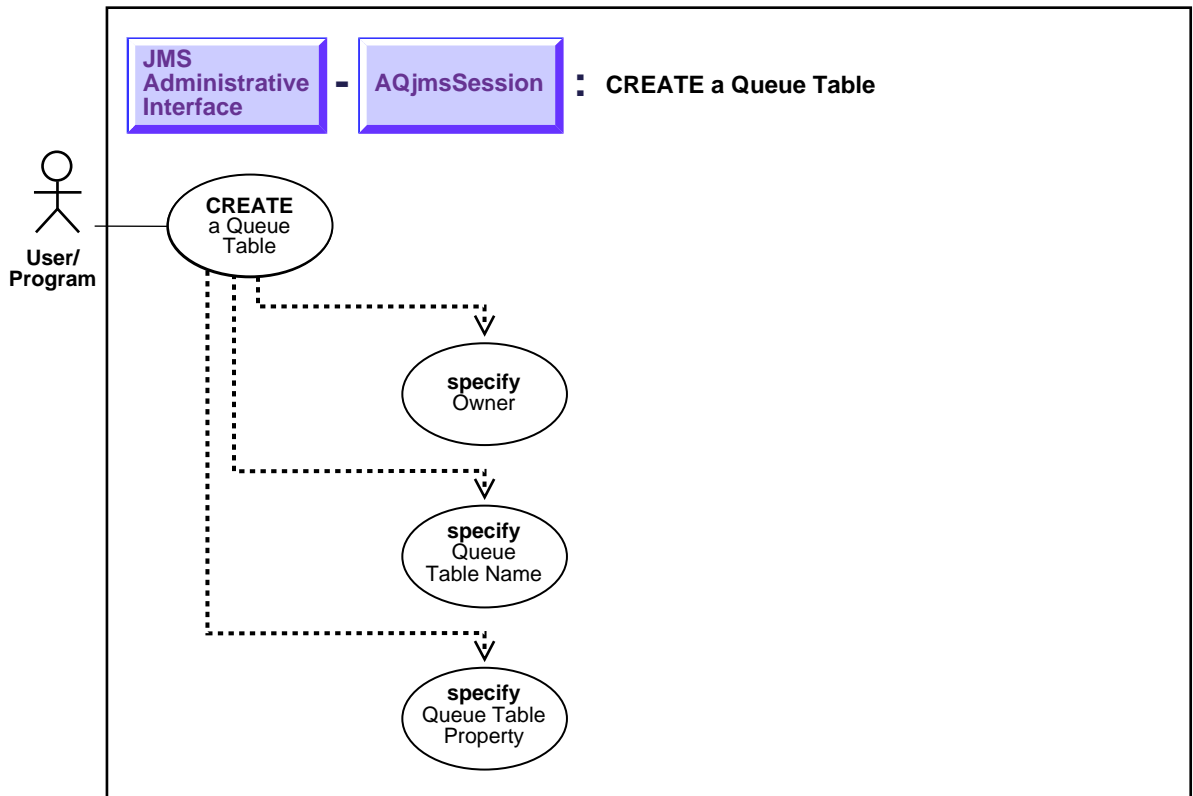 JMS
Administrative
Interface
-
AQjmsSession
: CREATE a Queue Table
User/
Program
CREATE
a Queue
Table
specify
Owner
specify
Queue
Table Name
specify
Queue Table
Property